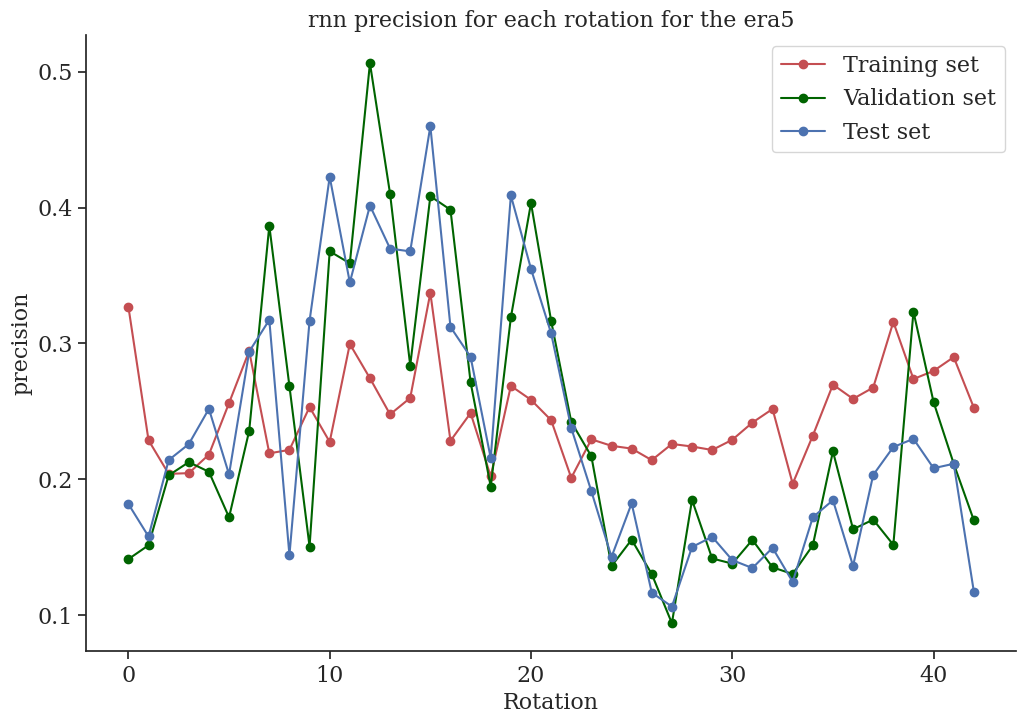 rnn precision for each rotation for the era5
Training set
Validation set
Test set
0.5
0.4
0.3
0.2
0.1
precision
0 10 20 30 40
Rotation